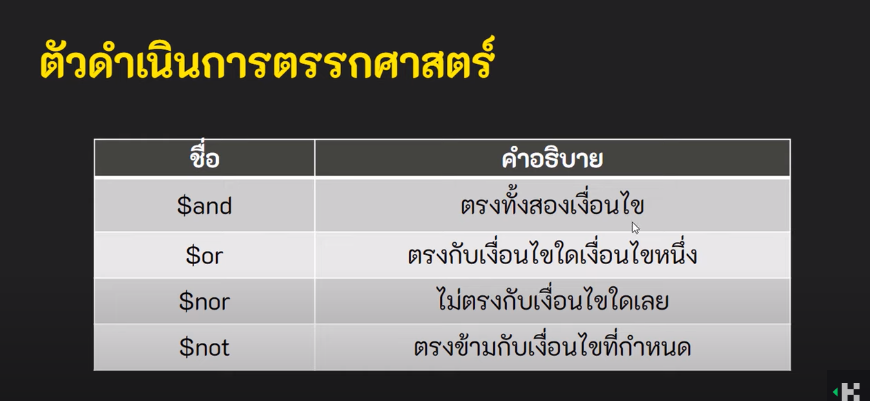 ตัวดำเนินการตรรกศาสตร์
ชื่อ คำอธิบาย
$and ตรงทั้งสองเงื่อนไข
$or ตรงกับเงื่อนไขใดเงื่อนไขหนึ่ง
$nor ไม่ตรงกับเงื่อนไขใดเลย
$not ตรงข้ามกับเงื่อนไขที่กำหนด